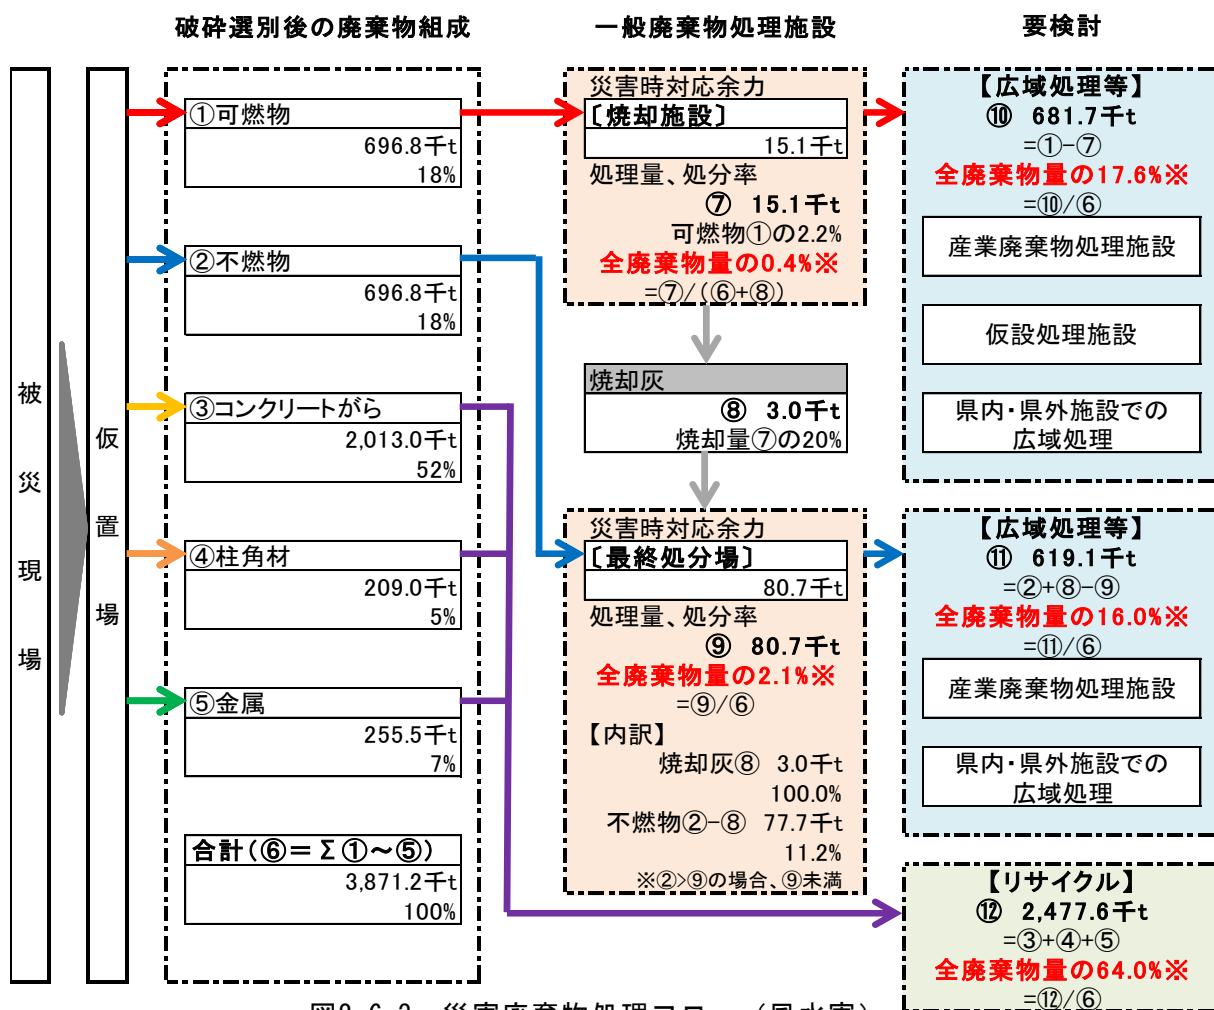 破砕選別後の廃棄物組成
一般廃棄物処理施設
要検討
被災現場
仮置場
①可燃物
696.8千t
18%
②不燃物
696.8千t
18%
③コンクリートがら
2,013.0千t
52%
④柱角材
209.0千t
5%
⑤金属
255.5千t
7%
合計(⑥=Σ①～⑤)
3,871.2千t
100%
災害時対応余力
〔焼却施設〕
15.1千t
処理量、処分率
⑦ 15.1千t
可燃物①の2.2%
全廃棄物量の0.4%※
=⑦/(⑥+⑧)
焼却灰
⑧ 3.0千t
焼却量⑦の20%
災害時対応余力
〔最終処分場〕
80.7千t
処理量、処分率
⑨ 80.7千t
全廃棄物量の2.1%※
=⑨/⑥
【内訳】
焼却灰⑧ 3.0千t
100.0%
不燃物②-⑧ 77.7千t
11.2%
※②>⑨の場合、⑨未満
【広域処理等】
⑩ 681.7千t
=①-⑦
全廃棄物量の17.6%※
=⑩/⑥
産業廃棄物処理施設
仮設処理施設
県内・県外施設での
広域処理
【広域処理等】
⑪ 619.1千t
=②+⑧-⑨
全廃棄物量の16.0%※
=⑪/⑥
産業廃棄物処理施設
県内・県外施設での
広域処理
【リサイクル】
⑫ 2,477.6千t
=③+④+⑤
全廃棄物量の64.0%※
=⑫/⑥